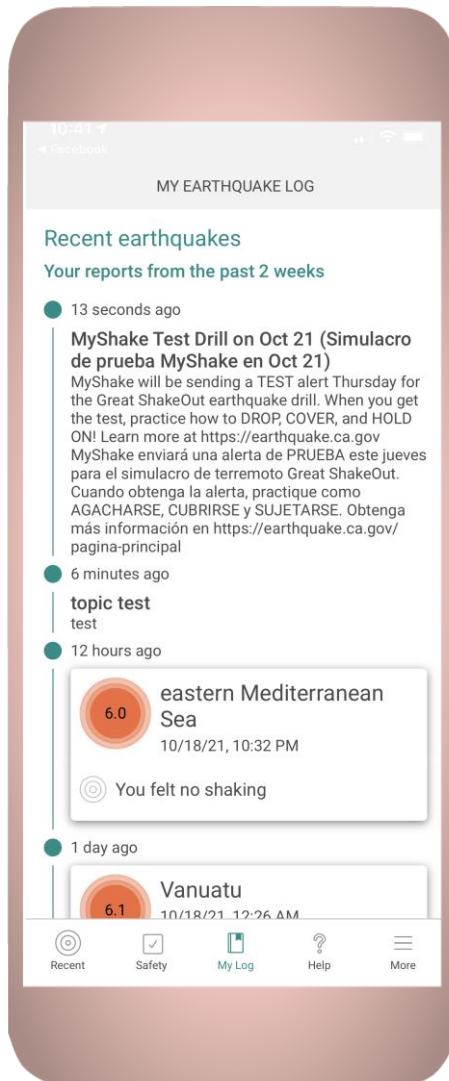 10:41
◀ Facebook
MY EARTHQUAKE LOG
Recent earthquakes
Your reports from the past 2 weeks
13 seconds ago
MyShake Test Drill on Oct 21 (Simulacro
de prueba MyShake en Oct 21)
MyShake will be sending a TEST alert Thursday for
the Great ShakeOut earthquake drill. When you get
the test, practice how to DROP, COVER, and HOLD
ON! Learn more at https://earthquake.ca.gov
MyShake enviará una alerta de PRUEBA este jueves
para el simulacro de terremoto Great ShakeOut.
Cuando obtenga la alerta, practique como
AGACHARSE, CUBRIRSE y SUJETARSE. Obtenga
más información en https://earthquake.ca.gov/
pagina-principal
6 minutes ago
topic test
test
12 hours ago
6.0
eastern Mediterranean
Sea
10/18/21, 10:32 PM
You felt no shaking
1 day ago
6.1
Vanuatu
10/18/21, 12:26 AM
Recent Safety My Log Help More